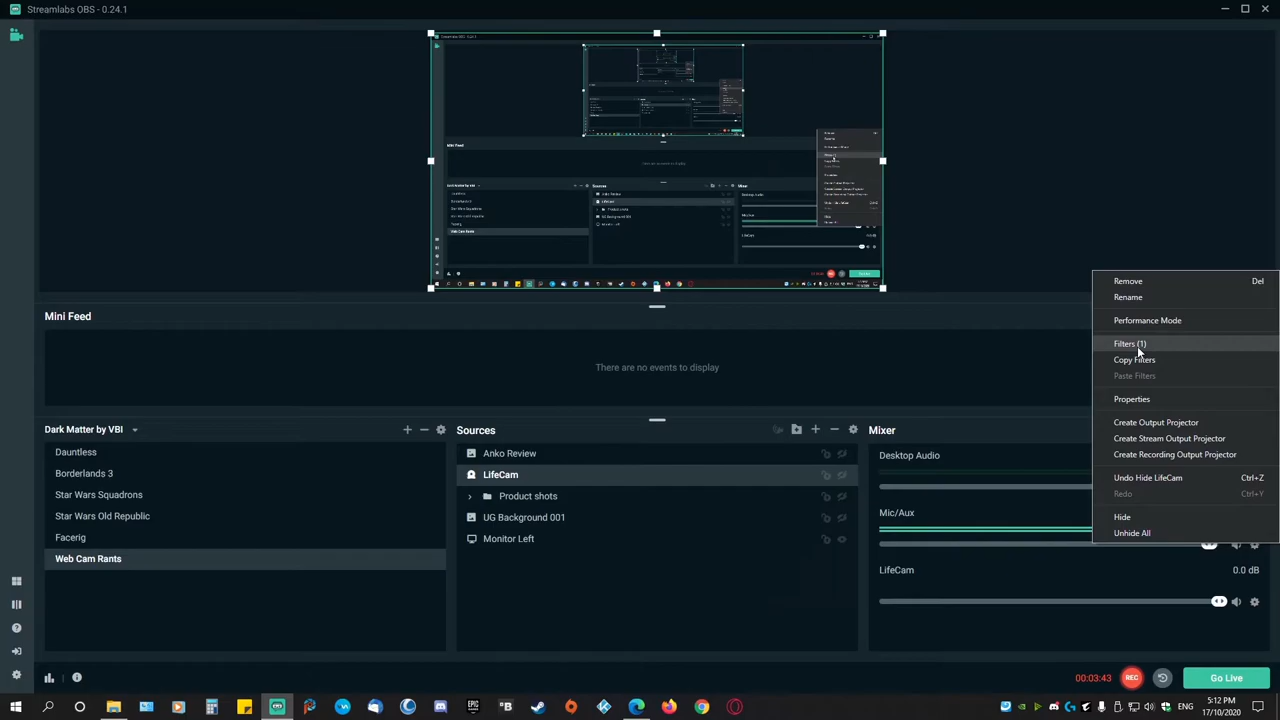 Streamlabs OBS - 0.24.1
Remove Del
Rename
Performance Mode
Filters (1)
Copy Filters
Paste Filters
Properties
Create Output Projector
Create Stream Output Projector
Create Recording Output Projector
Undo Hide LifeCam Ctrl+Z
Redo Ctrl+Y
Hide
Unhide All
Mini Feed
There are no events to display
Dark Matter by VBI
Dauntless
Borderlands 3
Star Wars Squadrons
Star Wars Old Republic
Facerig
Web Cam Rants
Sources
Anko Review
LifeCam
Product shots
UG Background 001
Monitor Left
Mixer
Desktop Audio
Mic/Aux
LifeCam 0.0 dB
00:03:43 REC Go Live
5:12 PM
17/10/2020